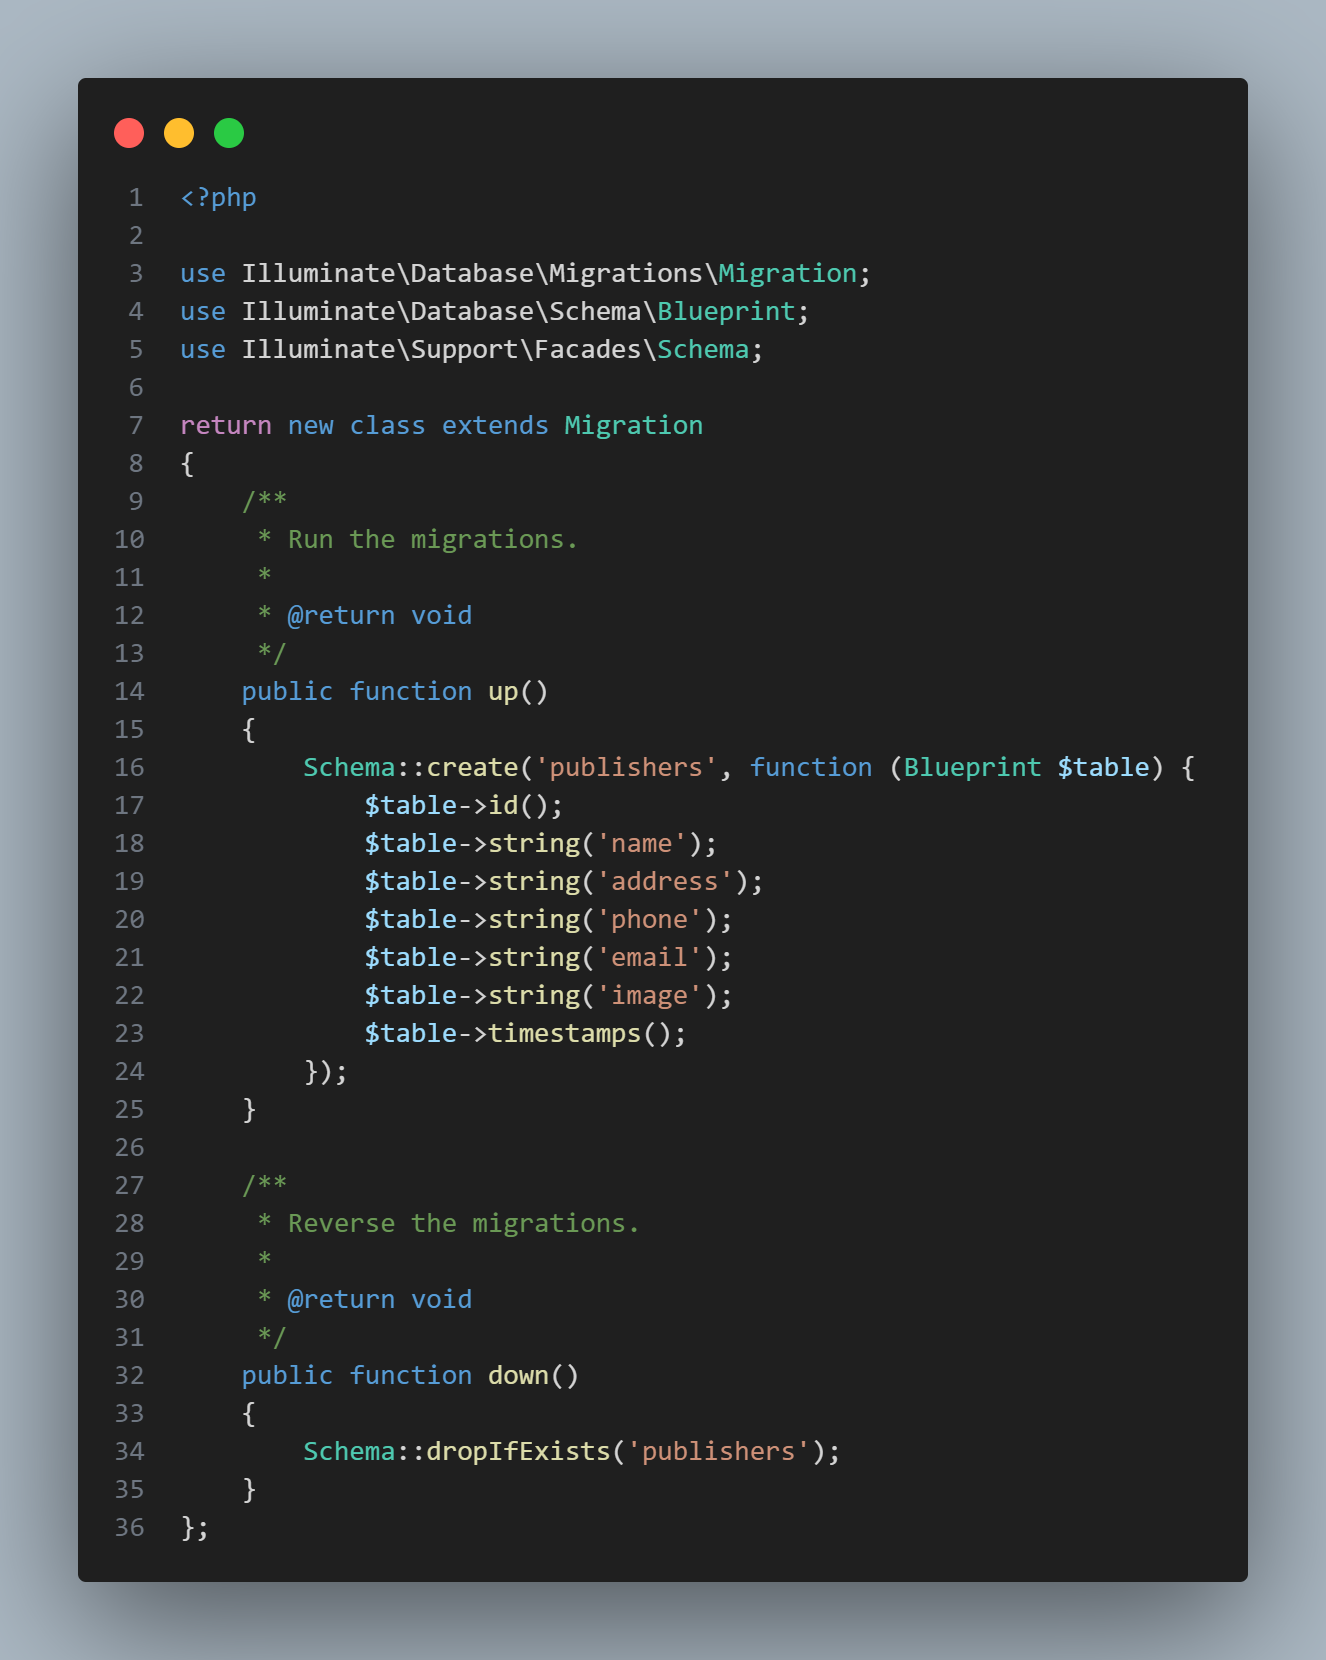 1 <?php
2
3 use Illuminate\Database\Migrations\Migration;
4 use Illuminate\Database\Schema\Blueprint;
5 use Illuminate\Support\Facades\Schema;
6
7 return new class extends Migration
8 {
9     /**
10      * Run the migrations.
11      *
12      * @return void
13      */
14     public function up()
15     {
16         Schema::create('publishers', function (Blueprint $table) {
17             $table->id();
18             $table->string('name');
19             $table->string('address');
20             $table->string('phone');
21             $table->string('email');
22             $table->string('image');
23             $table->timestamps();
24         });
25     }
26
27     /**
28      * Reverse the migrations.
29      *
30      * @return void
31      */
32     public function down()
33     {
34         Schema::dropIfExists('publishers');
35     }
36 };